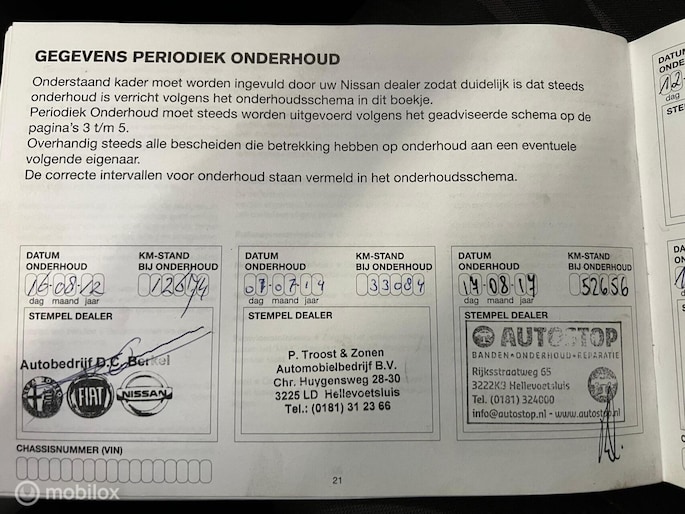 GEGEVENS PERIODIEK ONDERHOUD
Onderstaand kader moet worden ingevuld door uw Nissan dealer zodat duidelijk is dat steeds
onderhoud is verricht volgens het onderhoudsschema in dit boekje.
Periodiek Onderhoud moet steeds worden uitgevoerd volgens het geadviseerde schema op de
pagina's 3 t/m 5.
Overhandig steeds alle bescheiden die betrekking hebben op onderhoud aan een eventuele
volgende eigenaar.
De correcte intervallen voor onderhoud staan vermeld in het onderhoudsschema.
DATUM ONDERHOUD
KM-STAND BIJ ONDERHOUD
16-08-12 12674
dag maand jaar
STEMPEL DEALER
Autobedrijf D.C. Berkel
FIAT NISSAN
CHASSISNUMMER (VIN)
DATUM ONDERHOUD
KM-STAND BIJ ONDERHOUD
07-07-14 33084
dag maand jaar
STEMPEL DEALER
P. Troost & Zonen
Automobielbedrijf B.V.
Chr. Huygensweg 28-30
3225 LD Hellevoetsluis
Tel.: (0181) 31 23 66
DATUM ONDERHOUD
KM-STAND BIJ ONDERHOUD
14-08-17 52656
dag maand jaar
STEMPEL DEALER
AUTOSTOP
BANDEN•ONDERHOUD•REPARATIE
Rijksstraatweg 65
3222K3 Hellevoetsluis
Tel. (0181) 324000
info@autostop.nl - www.autostop.nl
21
mobilox